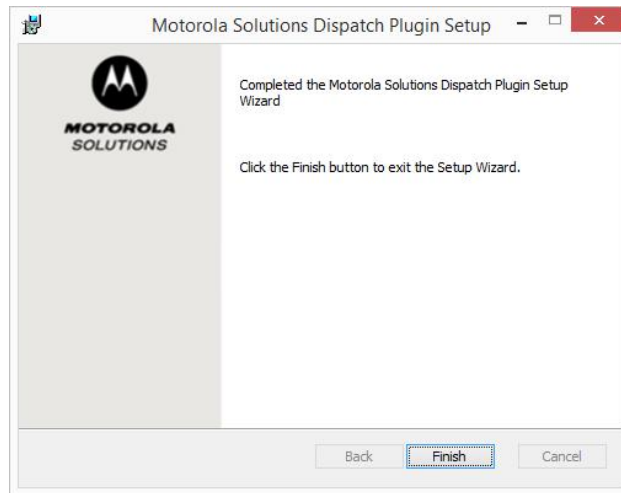 Motorola Solutions Dispatch Plugin Setup
MOTOROLA
SOLUTIONS
Completed the Motorola Solutions Dispatch Plugin Setup
Wizard
Click the Finish button to exit the Setup Wizard.
Back Finish Cancel